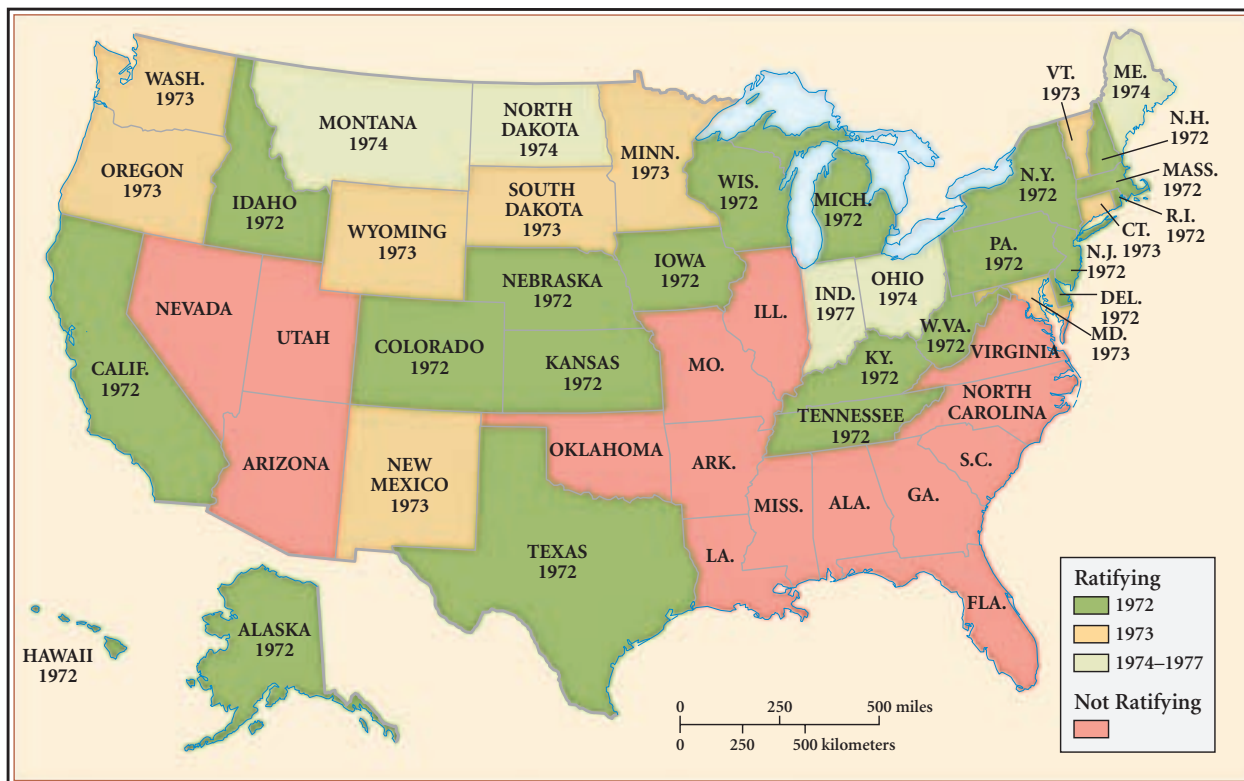 WASH.
1973
OREGON
1973
IDAHO
1972
MONTANA
1974
NORTH
DAKOTA
1974
MINN.
1973
SOUTH
DAKOTA
1973
WYOMING
1973
WIS.
1972
MICH.
1972
N.Y.
1972
VT.
1973
ME.
1974
N.H.
1972
MASS.
1972
R.I.
1972
CT.
1973
N.J.
1972
PA.
1972
DEL.
1972
MD.
1973
NEVADA
UTAH
CALIF.
1972
COLORADO
1972
NEBRASKA
1972
IOWA
1972
KANSAS
1972
ILL.
MO.
IND.
1977
OHIO
1974
W.VA.
1972
KY.
1972
VIRGINIA
NORTH
CAROLINA
TENNESSEE
1972
ARIZONA
NEW
MEXICO
1973
OKLAHOMA
ARK.
S.C.
MISS.
ALA.
GA.
TEXAS
1972
LA.
FLA.
HAWAII
1972
ALASKA
1972
0 250 500 miles
0 250 500 kilometers
Ratifying
1972
1973
1974–1977
Not Ratifying